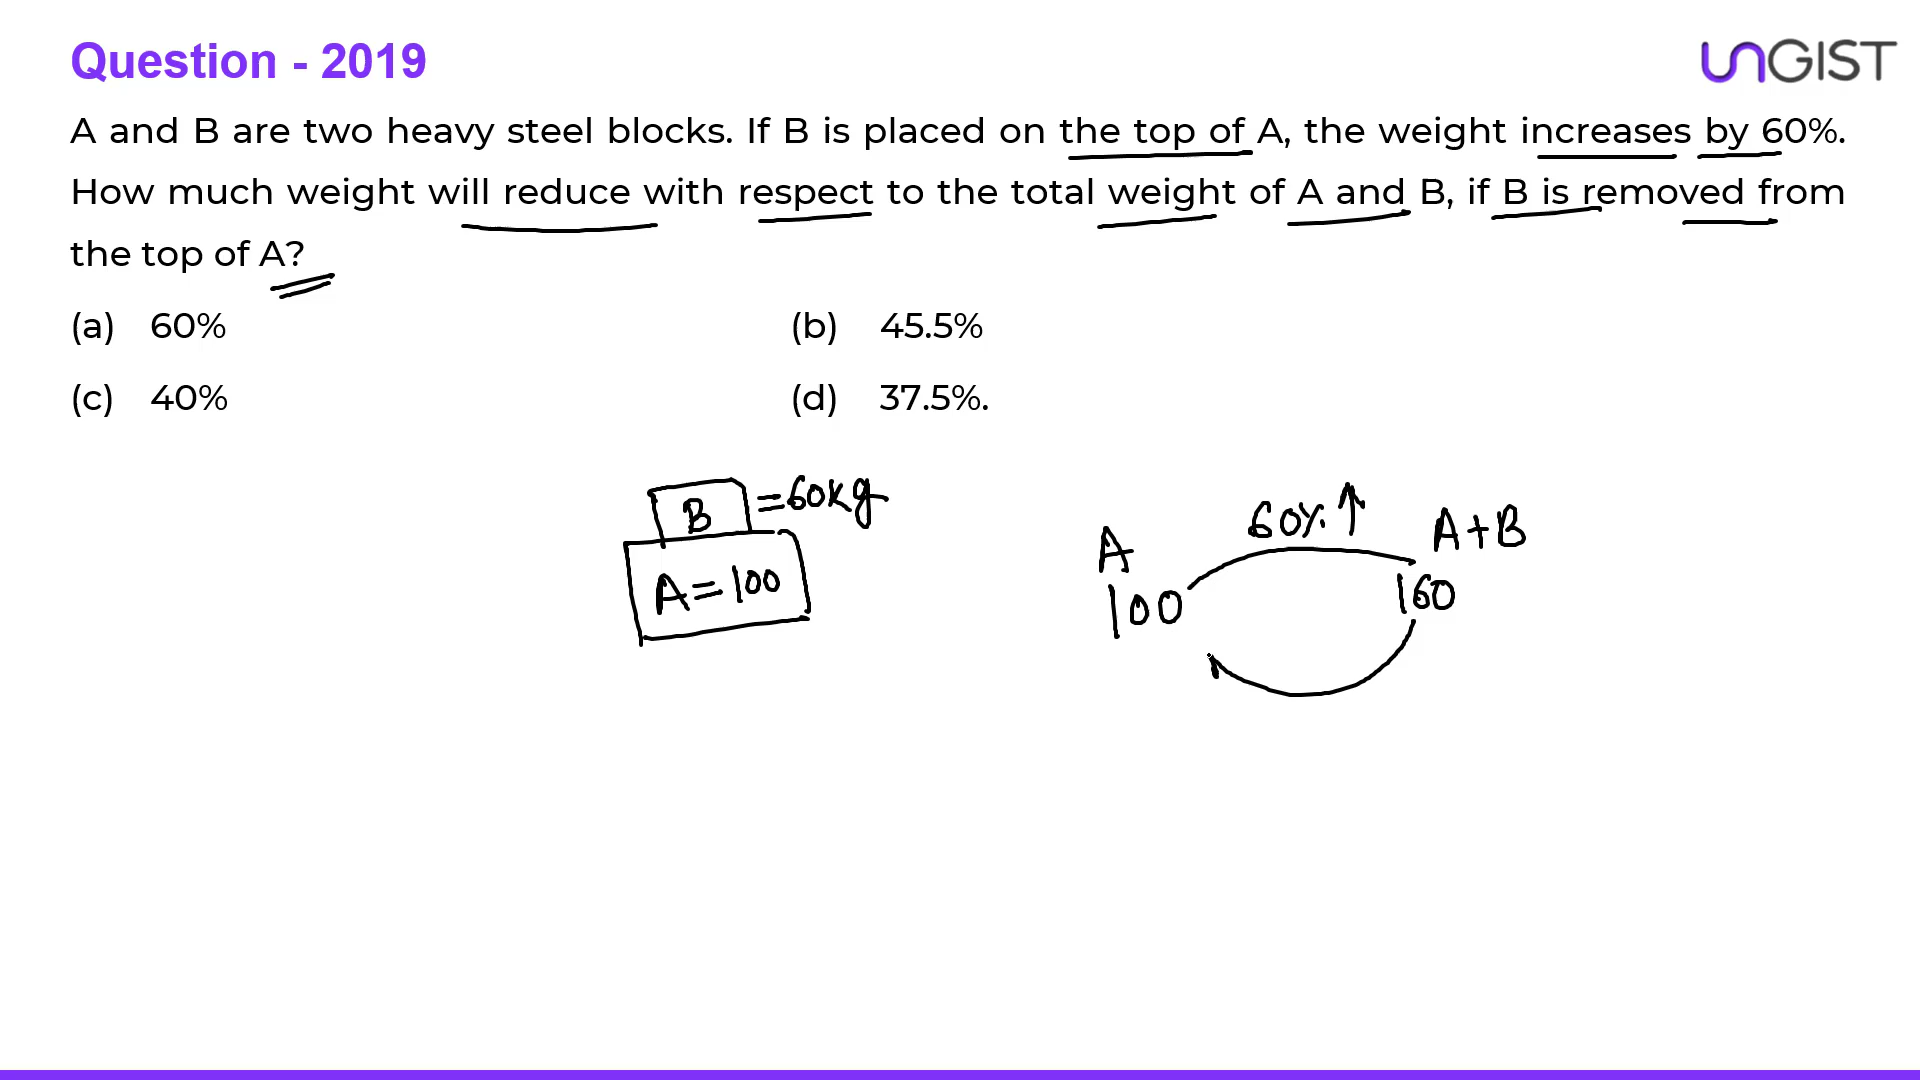 Question - 2019
UNGIST
A and B are two heavy steel blocks. If B is placed on the top of A, the weight increases by 60%.
How much weight will reduce with respect to the total weight of A and B, if B is removed from
the top of A?
(a) 60% (b) 45.5%
(c) 40% (d) 37.5%.
B = 60kg
A = 100
60% ↑
A A+B
100 160